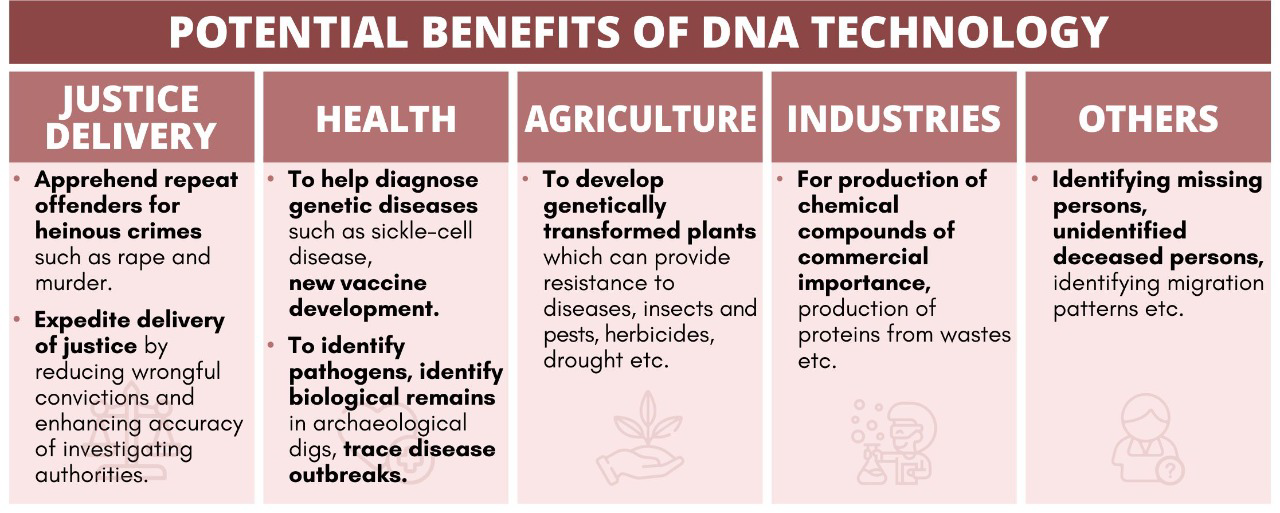 POTENTIAL BENEFITS OF DNA TECHNOLOGY
JUSTICE
DELIVERY
• Apprehend repeat
offenders for
heinous crimes
such as rape and
murder.
• Expedite delivery
of justice by
reducing wrongful
convictions and
enhancing accuracy
of investigating
authorities.
HEALTH
• To help diagnose
genetic diseases
such as sickle-cell
disease,
new vaccine
development.
• To identify
pathogens, identify
biological remains
in archaeological
digs, trace disease
outbreaks.
AGRICULTURE
• To develop
genetically
transformed plants
which can provide
resistance to
diseases, insects and
pests, herbicides,
drought etc.
INDUSTRIES
• For production of
chemical
compounds of
commercial
importance,
production of
proteins from wastes
etc.
OTHERS
• Identifying missing
persons,
unidentified
deceased persons,
identifying migration
patterns etc.
?